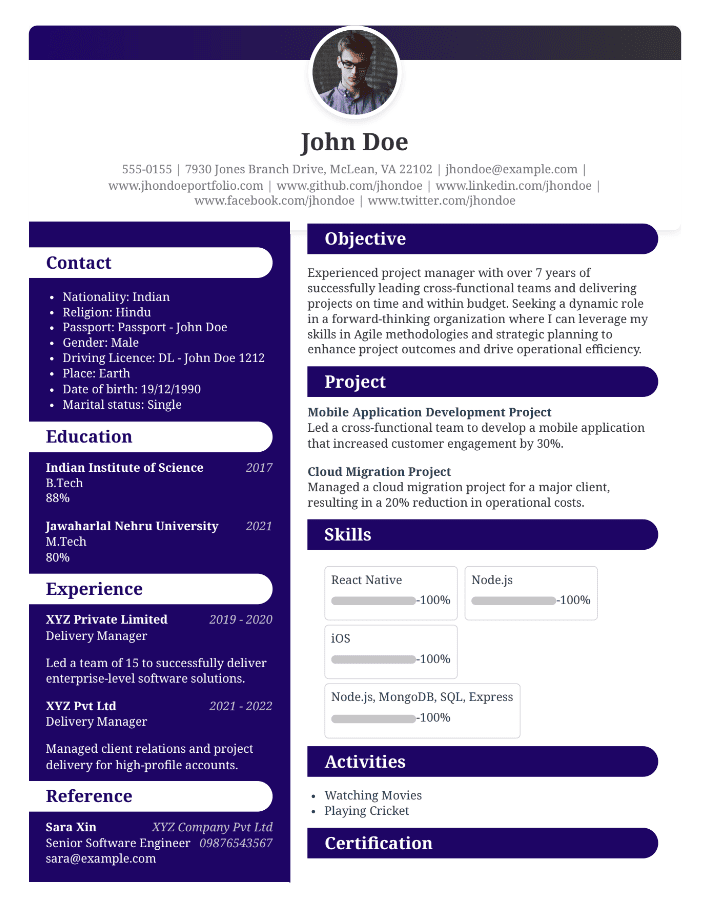 John Doe
555-0155 | 7930 Jones Branch Drive, McLean, VA 22102 | jhondoe@example.com |
www.jhondoeportfolio.com | www.github.com/jhondoe | www.linkedin.com/jhondoe |
www.facebook.com/jhondoe | www.twitter.com/jhondoe
Contact
• Nationality: Indian
• Religion: Hindu
• Passport: Passport - John Doe
• Gender: Male
• Driving Licence: DL - John Doe 1212
• Place: Earth
• Date of birth: 19/12/1990
• Marital status: Single
Education
Indian Institute of Science 2017
B.Tech
88%
Jawaharlal Nehru University 2021
M.Tech
80%
Experience
XYZ Private Limited 2019 - 2020
Delivery Manager
Led a team of 15 to successfully deliver
enterprise-level software solutions.
XYZ Pvt Ltd 2021 - 2022
Delivery Manager
Managed client relations and project
delivery for high-profile accounts.
Reference
Sara Xin XYZ Company Pvt Ltd
Senior Software Engineer 09876543567
sara@example.com
Objective
Experienced project manager with over 7 years of
successfully leading cross-functional teams and delivering
projects on time and within budget. Seeking a dynamic role
in a forward-thinking organization where I can leverage my
skills in Agile methodologies and strategic planning to
enhance project outcomes and drive operational efficiency.
Project
Mobile Application Development Project
Led a cross-functional team to develop a mobile application
that increased customer engagement by 30%.
Cloud Migration Project
Managed a cloud migration project for a major client,
resulting in a 20% reduction in operational costs.
Skills
React Native
-100%
Node.js
-100%
iOS
-100%
Node.js, MongoDB, SQL, Express
-100%
Activities
• Watching Movies
• Playing Cricket
Certification